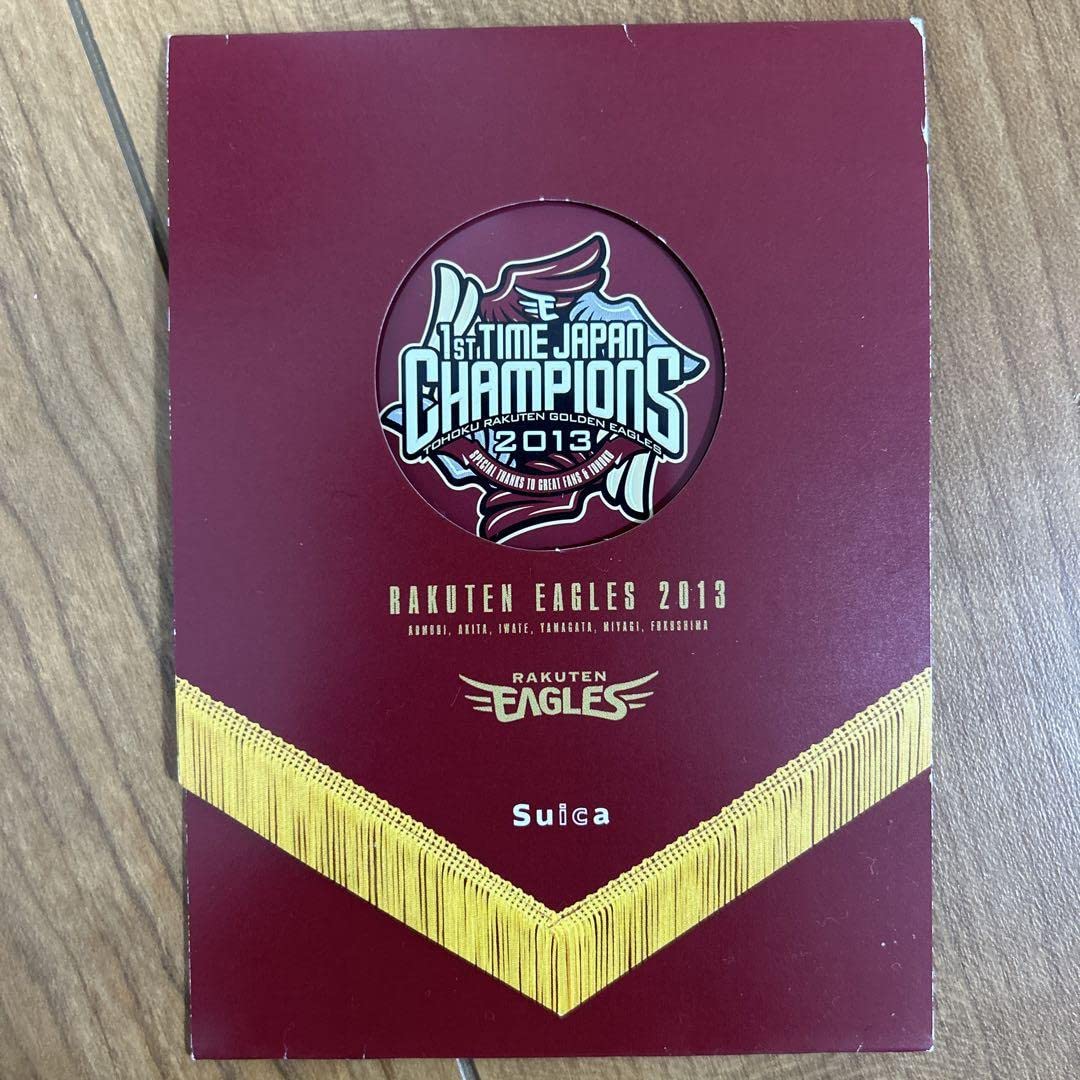 E
1ST TIME JAPAN
CHAMPIONS
TOHOKU RAKUTEN GOLDEN EAGLES
2013
SPECIAL THANKS TO GREAT FANS & TOHOKU
RAKUTEN EAGLES 2013
AOMORI, AKITA, IWATE, YAMAGATA, MIYAGI, FUKUSHIMA
RAKUTEN
EAGLES
Suica